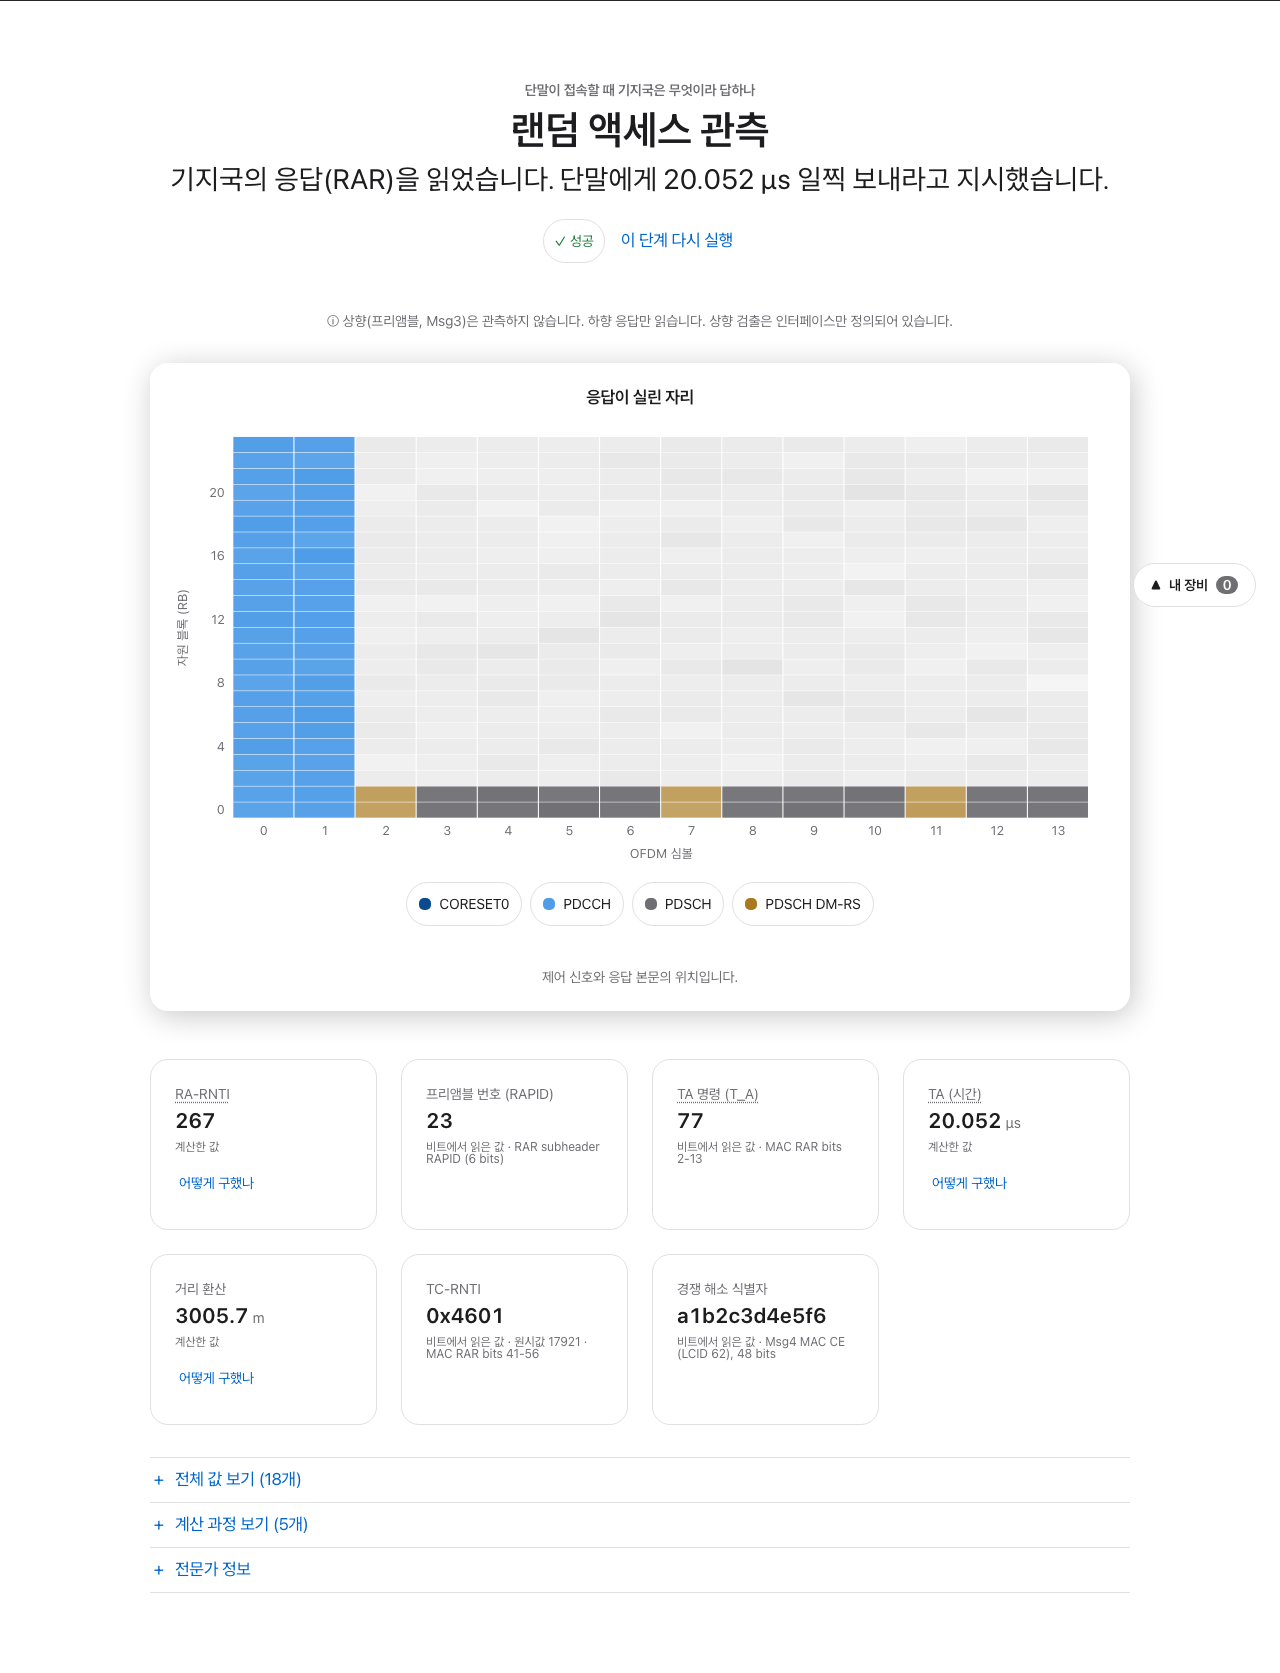 단말이 접속할 때 기지국은 무엇이라 답하나
랜덤 액세스 관측
기지국의 응답(RAR)을 읽었습니다. 단말에게 20.052 µs 일찍 보내라고 지시했습니다.
✓ 성공 이 단계 다시 실행
ⓘ 상향(프리앰블, Msg3)은 관측하지 않습니다. 하향 응답만 읽습니다. 상향 검출은 인터페이스만 정의되어 있습니다.
응답이 실린 자리
20
16
12
8
4
0
자원 블록 (RB)
0 1 2 3 4 5 6 7 8 9 10 11 12 13
OFDM 심볼
CORESET0 PDCCH PDSCH PDSCH DM-RS
제어 신호와 응답 본문의 위치입니다.
▲ 내 장비 0
RA-RNTI
267
계산한 값
어떻게 구했나
프리앰블 번호 (RAPID)
23
비트에서 읽은 값 · RAR subheader
RAPID (6 bits)
TA 명령 (T_A)
77
비트에서 읽은 값 · MAC RAR bits
2-13
TA (시간)
20.052 µs
계산한 값
어떻게 구했나
거리 환산
3005.7 m
계산한 값
어떻게 구했나
TC-RNTI
0x4601
비트에서 읽은 값 · 원시값 17921 ·
MAC RAR bits 41-56
경쟁 해소 식별자
a1b2c3d4e5f6
비트에서 읽은 값 · Msg4 MAC CE
(LCID 62), 48 bits
+ 전체 값 보기 (18개)
+ 계산 과정 보기 (5개)
+ 전문가 정보